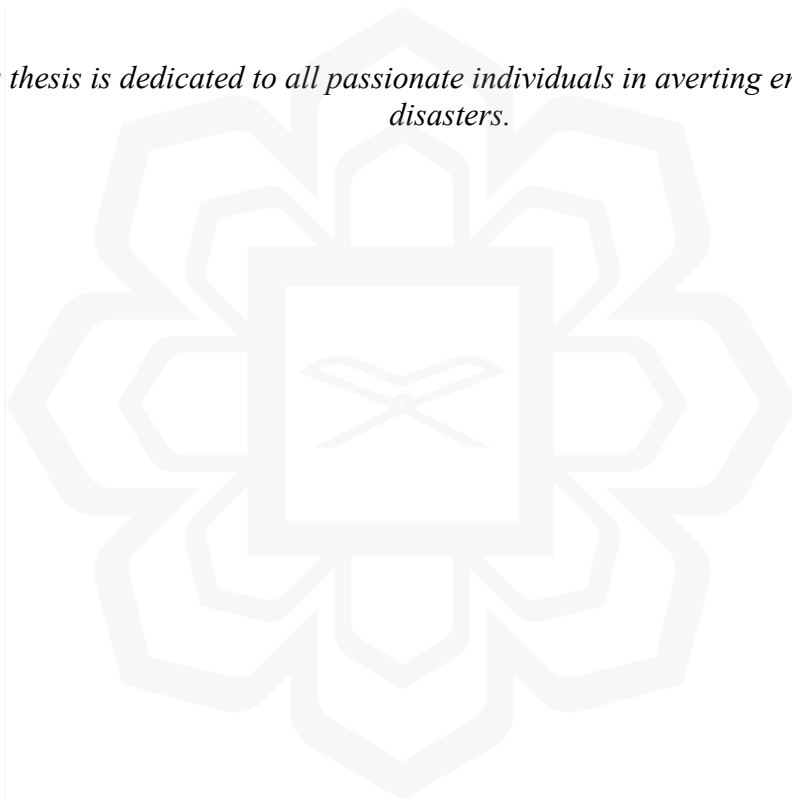 thesis is dedicated to all passionate individuals in averting
disasters.